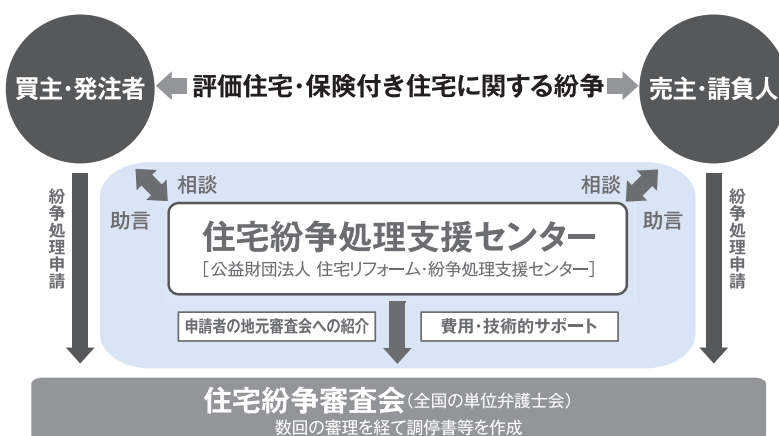 買主・発注者
評価住宅・保険付き住宅に関する紛争
売主・請負人
紛争処理申請
相談
助言
相談
助言
紛争処理申請
住宅紛争処理支援センター
［公益財団法人 住宅リフォーム・紛争処理支援センター］
申請者の地元審査会への紹介
費用・技術的サポート
住宅紛争審査会（全国の単位弁護士会）
数回の審理を経て調停書等を作成